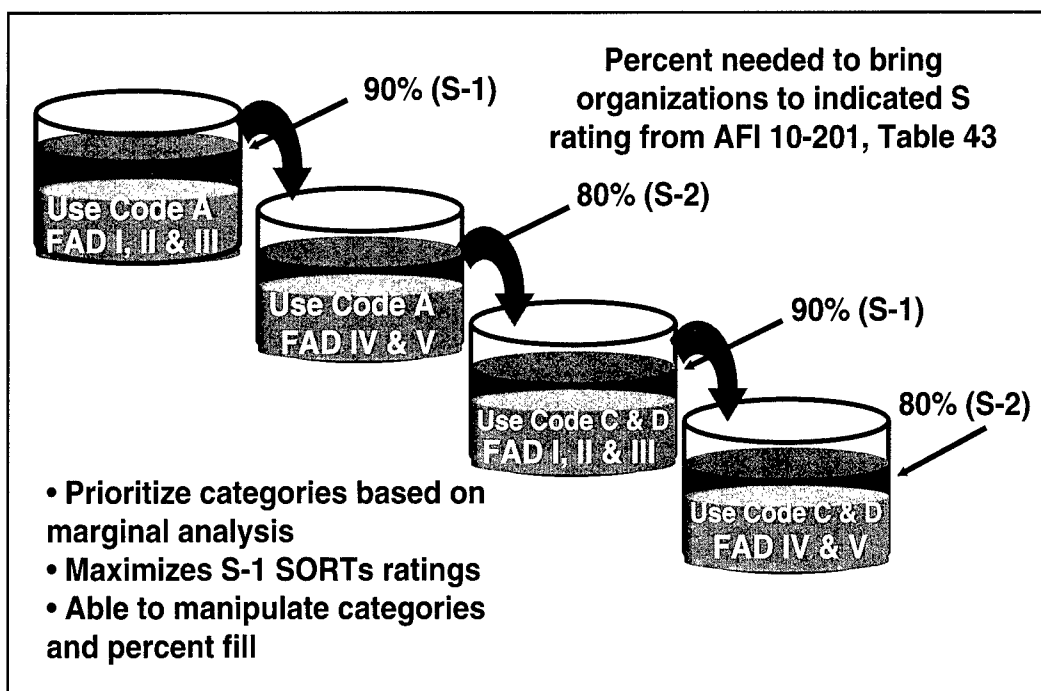 90% (S-1)
Percent needed to bring
organizations to indicated S
rating from AFI 10-201, Table 43
Use Code A
FAD I, II & III
80% (S-2)
Use Code A
FAD IV & V
90% (S-1)
Use Code C & D
FAD I, II & III
80% (S-2)
Use Code C & D
FAD IV & V
• Prioritize categories based on
marginal analysis
• Maximizes S-1 SORTs ratings
• Able to manipulate categories
and percent fill